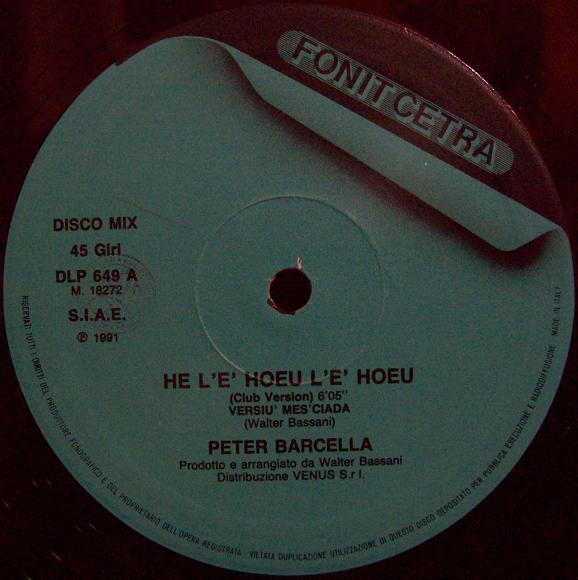 FONIT CETRA
DISCO MIX
45 Giri
DLP 649 A
M. 18272
S.I.A.E.
℗ 1991
HE L'E' HOEU L'E' HOEU
(Club Version) 6'05"
VERSIU' MES'CIADA
(Walter Bassani)
PETER BARCELLA
Prodotto e arrangiato da Walter Bassani
Distribuzione VENUS S.r l.
RISERVATI TUTTI I DIRITTI DEL PRODUTTORE FONOGRAFICO E DEL PROPRIETARIO DELL'OPERA REGISTRATA · VIETATA DUPLICAZIONE UTILIZZAZIONE DI QUESTO DISCO DEPOSITATO PER PUBBLICA ESECUZIONE E RADIODIFFUSIONE MADE IN ITALY